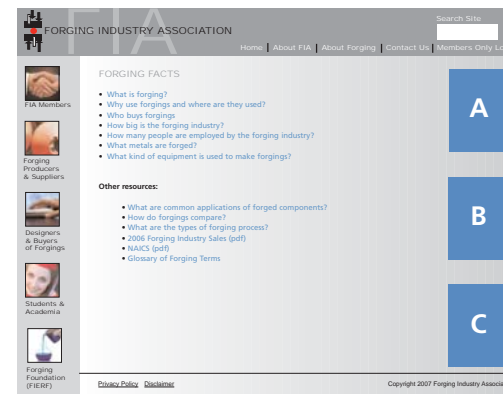 FIA
FORGING INDUSTRY ASSOCIATION
Search Site
Home | About FIA | About Forging | Contact Us | Members Only Lo
FIA Members
Forging
Producers
& Suppliers
Designers
& Buyers
of Forgings
Students &
Academia
Forging
Foundation
(FIERF)
FORGING FACTS
• What is forging?
• Why use forgings and where are they used?
• Who buys forgings
• How big is the forging industry?
• How many people are employed by the forging industry?
• What metals are forged?
• What kind of equipment is used to make forgings?
Other resources:
• What are common applications of forged components?
• How do forgings compare?
• What are the types of forging process?
• 2006 Forging Industry Sales (pdf)
• NAICS (pdf)
• Glossary of Forging Terms
A
B
C
Privacy Policy Disclaimer
Copyright 2007 Forging Industry Associa